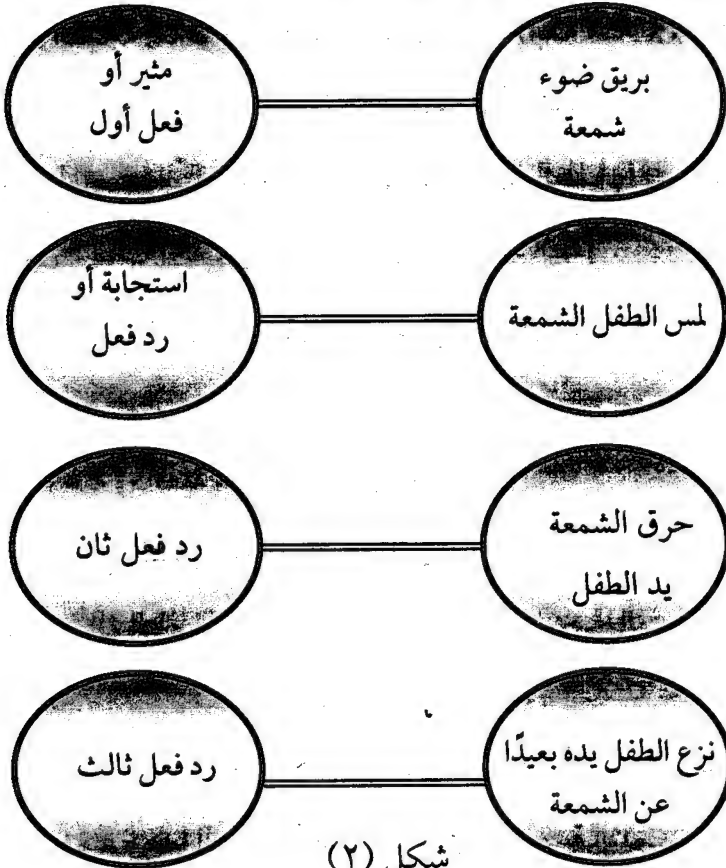 بريق ضوء
شمعة
مثير أو
فعل أول
لمس الطفل الشمعة
استجابة أو
رد فعل
حرق الشمعة
يد الطفل
رد فعل ثان
نزع الطفل يده بعيدًا
عن الشمعة
رد فعل ثالث
شكل (٢)